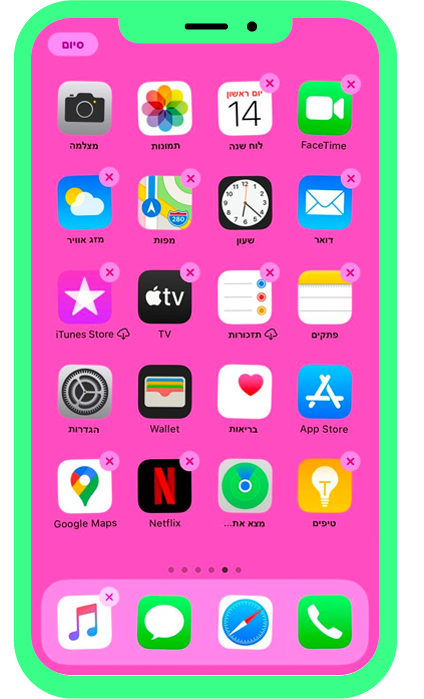 סיום
יום ראשון
14
FaceTime
לוח שנה
תמונות
מצלמה
דואר
שעון
280
מפות
מזג אוויר
פתקים
תזכורות
tv
TV
iTunes Store
App Store
בריאות
Wallet
הגדרות
טיפים
מצא את...
N
Netflix
Google Maps